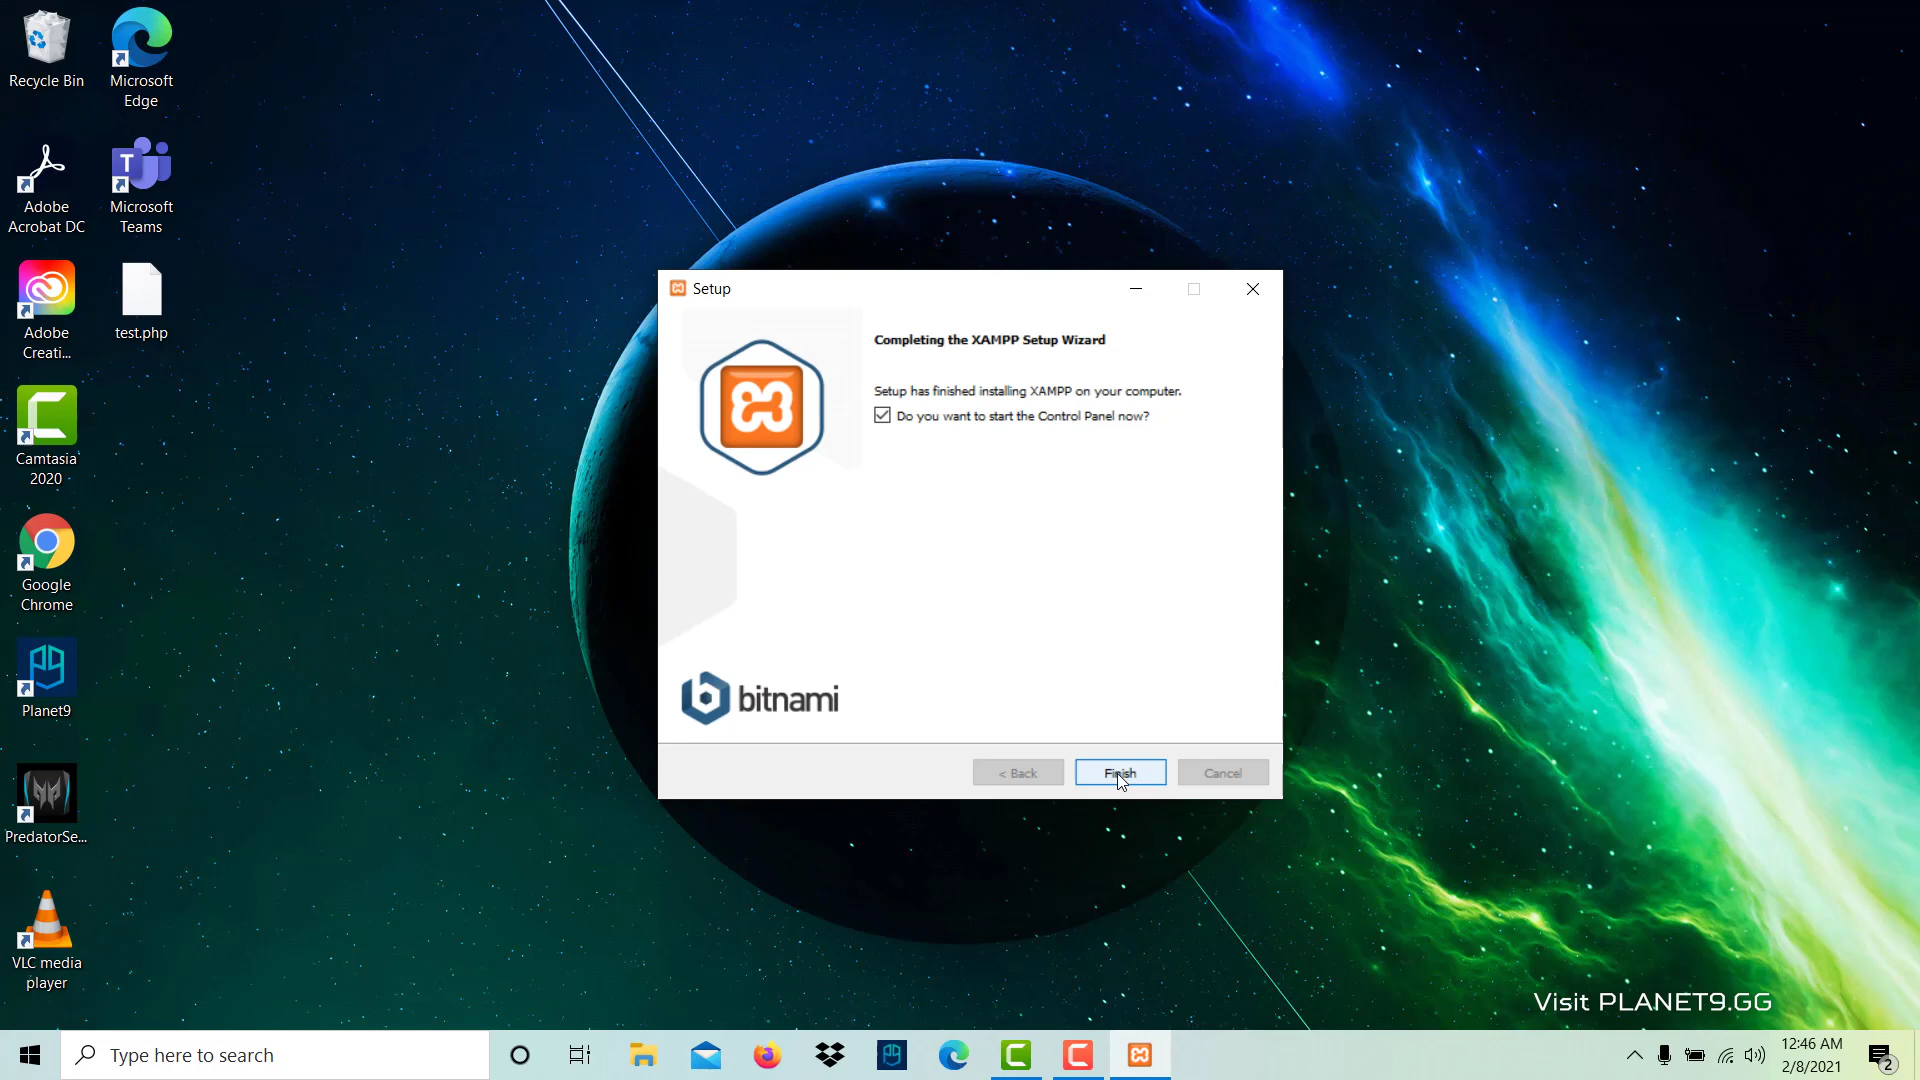 Recycle Bin
Microsoft
Edge
Adobe
Acrobat DC
Microsoft
Teams
Adobe
Creati...
test.php
Camtasia
2020
Google
Chrome
Planet9
PredatorSe...
VLC media
player
Setup
Completing the XAMPP Setup Wizard
Setup has finished installing XAMPP on your computer.
Do you want to start the Control Panel now?
bitnami
< Back
Finish
Cancel
Visit PLANET9.GG
Type here to search
12:46 AM
2/8/2021
2